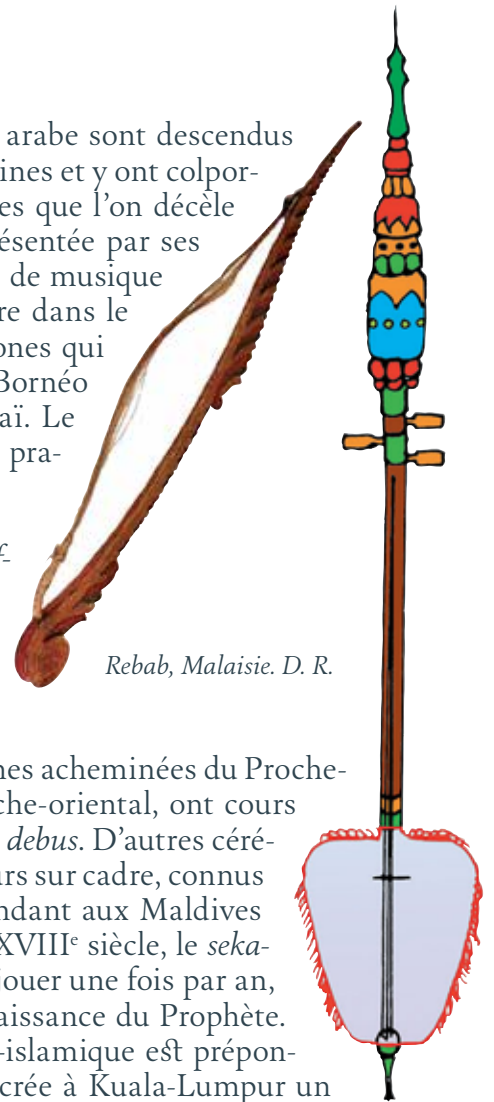 arabe sont descendus
ines et y ont colpor-
es que l’on décèle
ésentée par ses
de musique
re dans le
ones qui
Bornéo
aï. Le
pra-
f-
Rebab, Malaisie. D. R.
nes acheminées du Proche-
che-oriental, ont cours
debus. D’autres céré-
urs sur cadre, connus
ndant aux Maldives
XVIIIe siècle, le seka-
jouer une fois par an,
aissance du Prophète.
-islamique est prépon-
crée à Kuala-Lumpur un